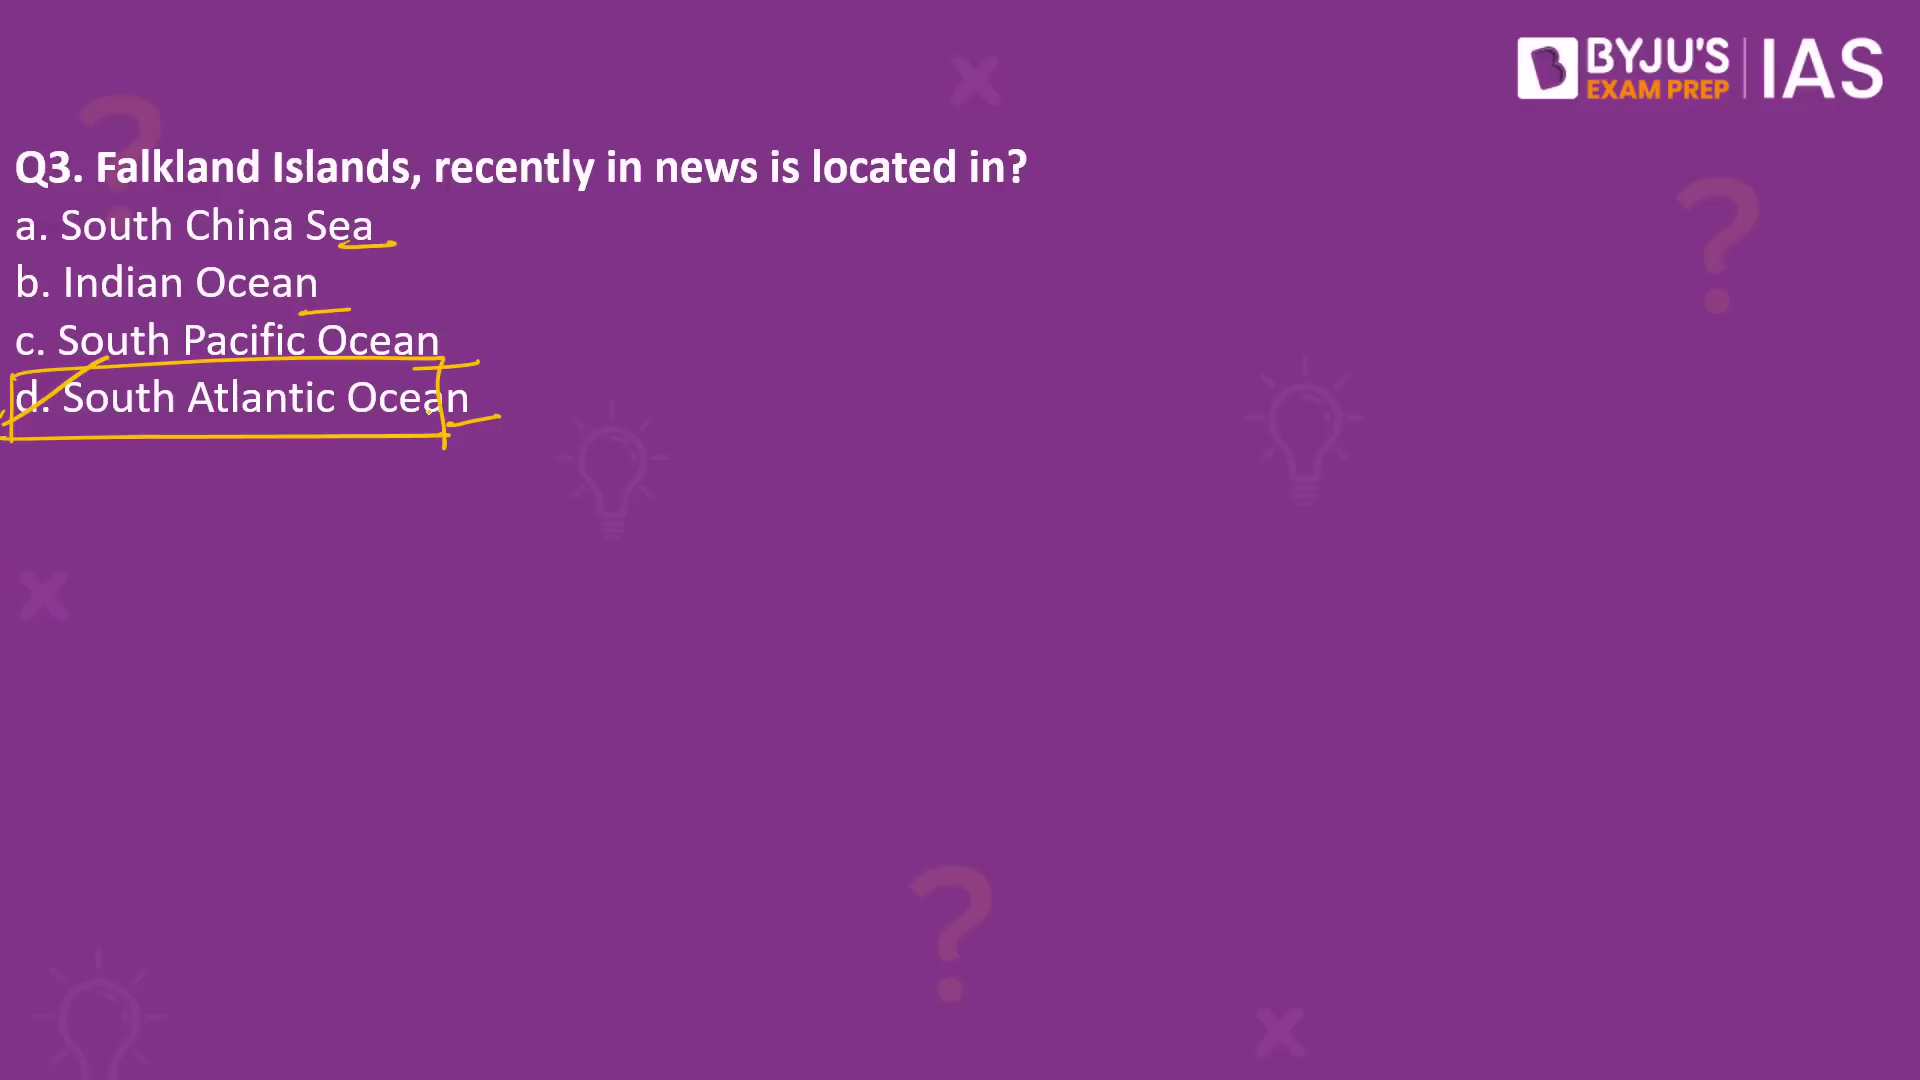 BYJU'S
EXAM PREP
IAS
Q3. Falkland Islands, recently in news is located in?
a. South China Sea
b. Indian Ocean
c. South Pacific Ocean
d. South Atlantic Ocean